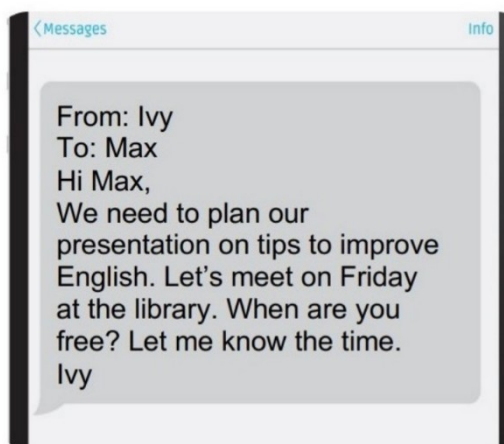 Messages
Info
From: Ivy
To: Max
Hi Max,
We need to plan our
presentation on tips to improve
English. Let's meet on Friday
at the library. When are you
free? Let me know the time.
Ivy